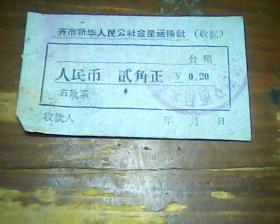 齐市新华人民公社金星运输社 (收据)
台照
人民币 贰角正 ¥0.20
右款系
收款人 年 月 日